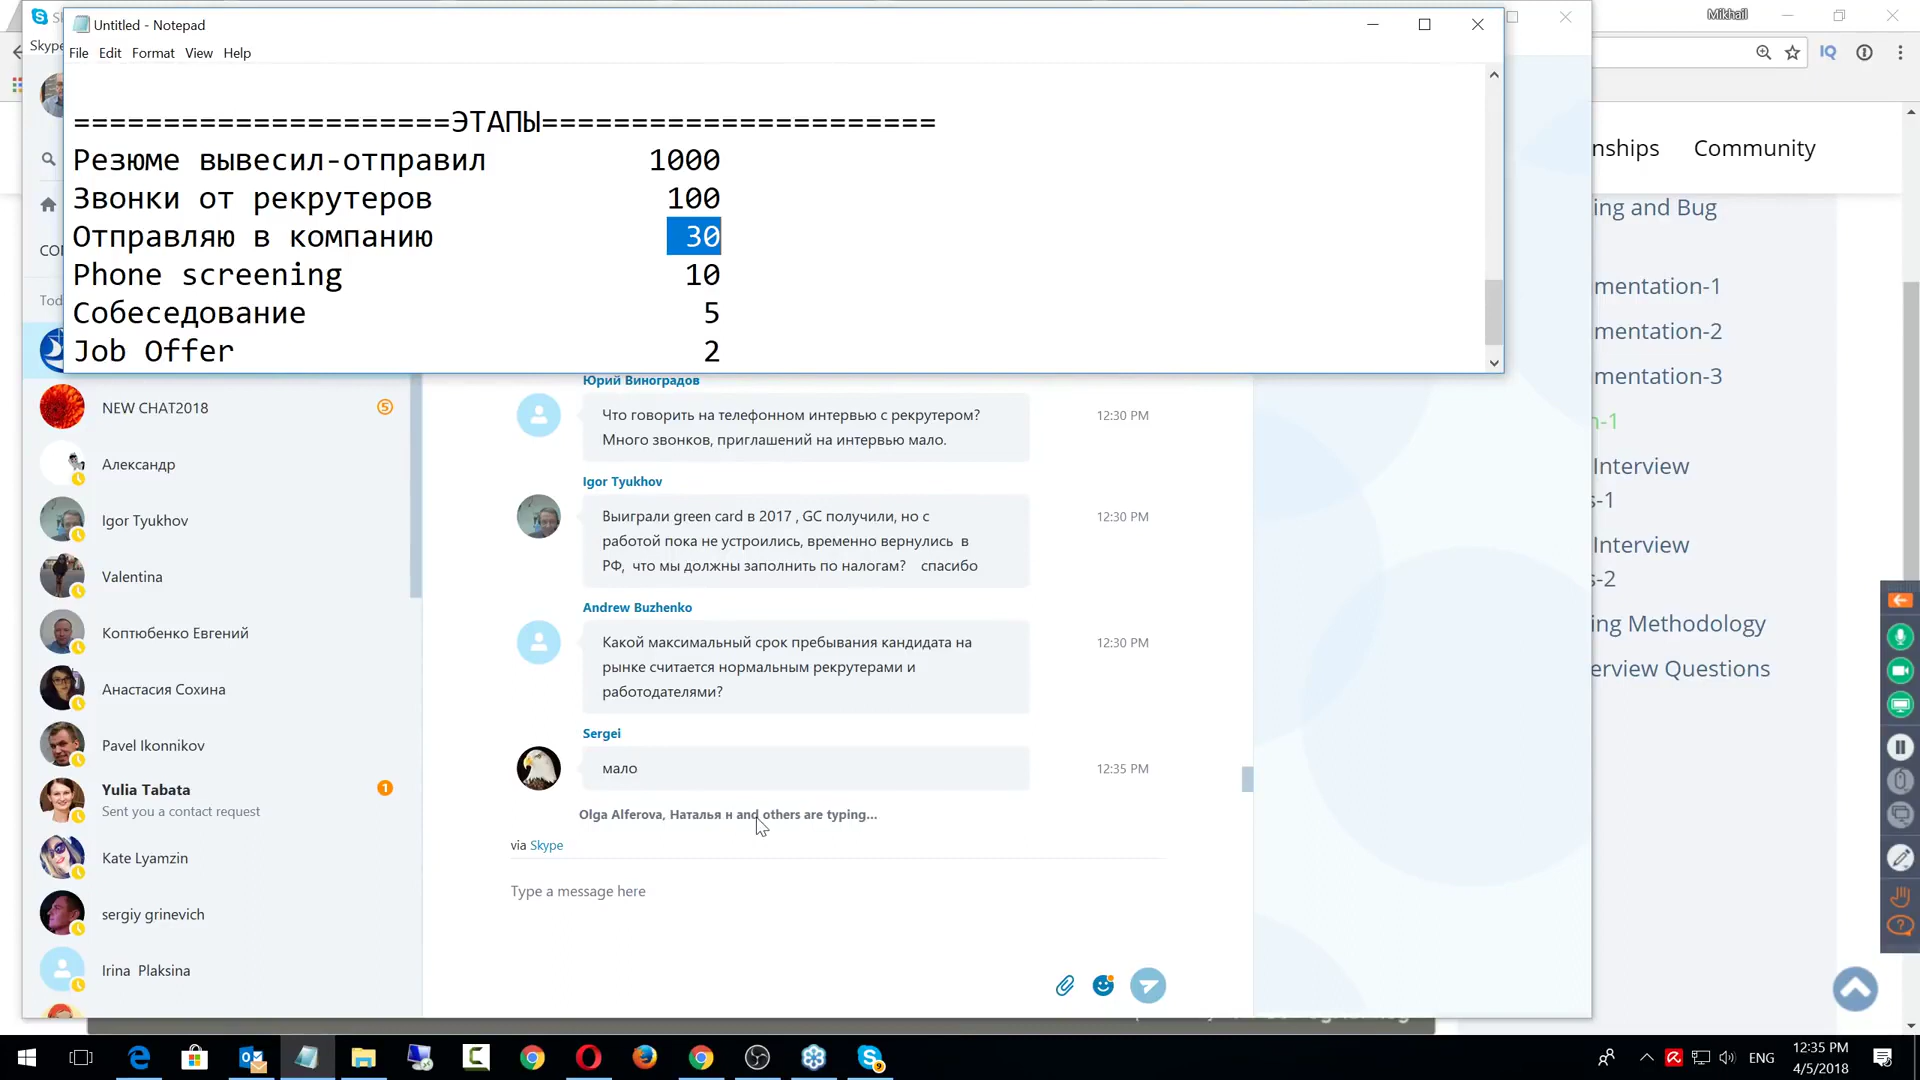 Untitled - Notepad
Mikhail
Skype
File Edit Format View Help
IQ
=====================ЭТАПЫ======================
Резюме вывесил-отправил 1000
Звонки от рекрутеров 100
Отправляю в компанию 30
Phone screening 10
Собеседование 5
Job Offer 2
nships Community
ing and Bug
mentation-1
mentation-2
mentation-3
n-1
Interview
s-1
Interview
s-2
ing Methodology
erview Questions
NEW CHAT2018 5
Александр
Igor Tyukhov
Valentina
Коптюбенко Евгений
Анастасия Сохина
Pavel Ikonnikov
Yulia Tabata 1
Sent you a contact request
Kate Lyamzin
sergiy grinevich
Irina Plaksina
Юрий Виноградов
Что говорить на телефонном интервью с рекрутером? 12:30 PM
Много звонков, приглашений на интервью мало.
Igor Tyukhov
Выиграли green card в 2017 , GC получили, но с 12:30 PM
работой пока не устроились, временно вернулись в
РФ, что мы должны заполнить по налогам? спасибо
Andrew Buzhenko
Какой максимальный срок пребывания кандидата на 12:30 PM
рынке считается нормальным рекрутерами и
работодателями?
Sergei
мало 12:35 PM
Olga Alferova, Наталья н and others are typing...
via Skype
Type a message here
ENG
12:35 PM
4/5/2018